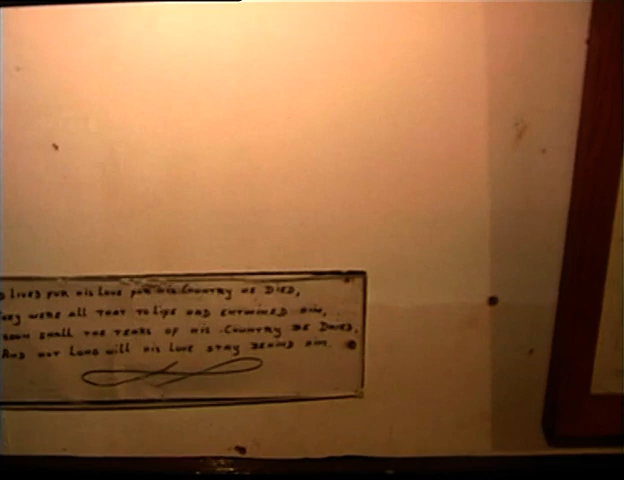 LIVED FOR HIS LOVE FOR HIS COUNTRY HE DIED,
THEY WERE ALL THAT TO LIFE HAD ENTWINED HIM,
SHALL THE TEARS OF HIS COUNTRY BE DRIED,
AND NOT LONG WILL HIS LOVE STAY BEHIND HIM.